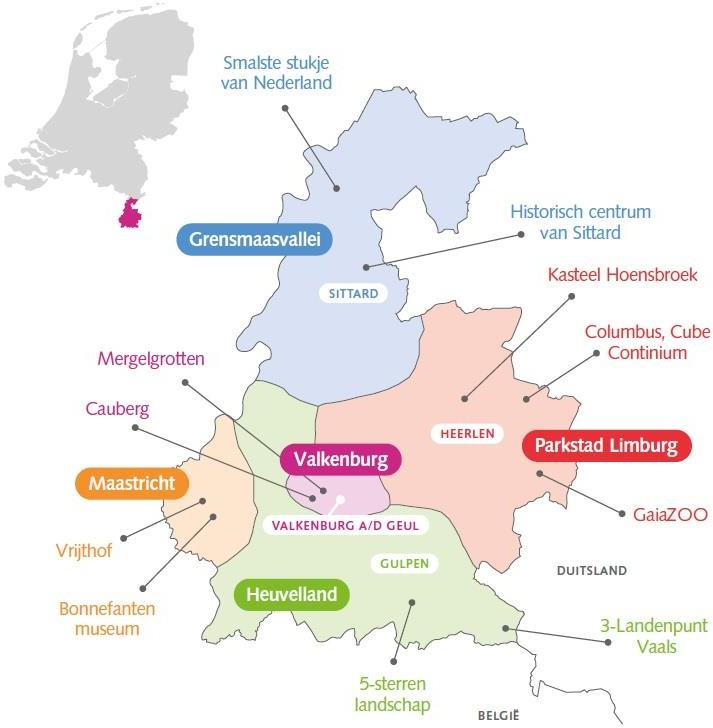 Smalste stukje
van Nederland
Historisch centrum
van Sittard
Grensmaasvallei
Kasteel Hoensbroek
SITTARD
Columbus, Cube
Continium
Mergelgrotten
Cauberg
HEERLEN
Parkstad Limburg
Valkenburg
Maastricht
GaiaZOO
VALKENBURG A/D GEUL
Vrijthof
GULPEN
DUITSLAND
Heuvelland
Bonnefanten
museum
3-Landenpunt
Vaals
5-sterren
landschap
BELGIË